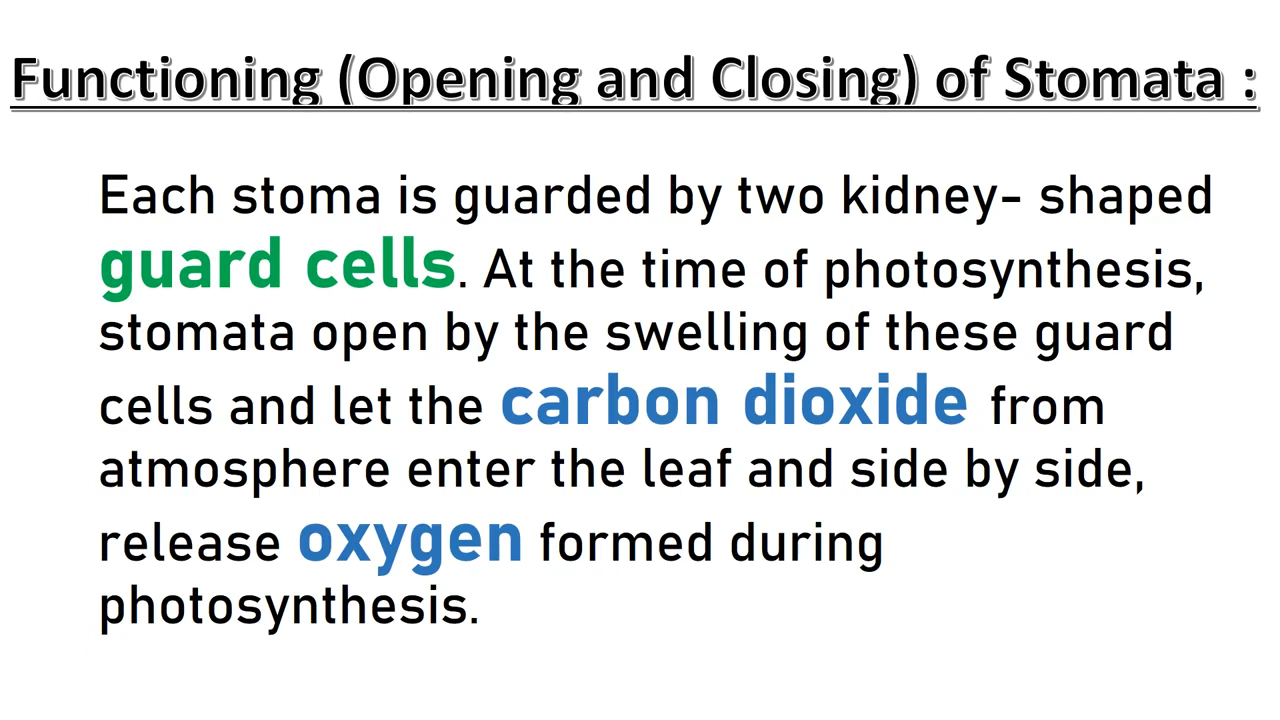 Functioning (Opening and Closing) of Stomata :
Each stoma is guarded by two kidney- shaped
guard cells. At the time of photosynthesis,
stomata open by the swelling of these guard
cells and let the carbon dioxide from
atmosphere enter the leaf and side by side,
release oxygen formed during
photosynthesis.